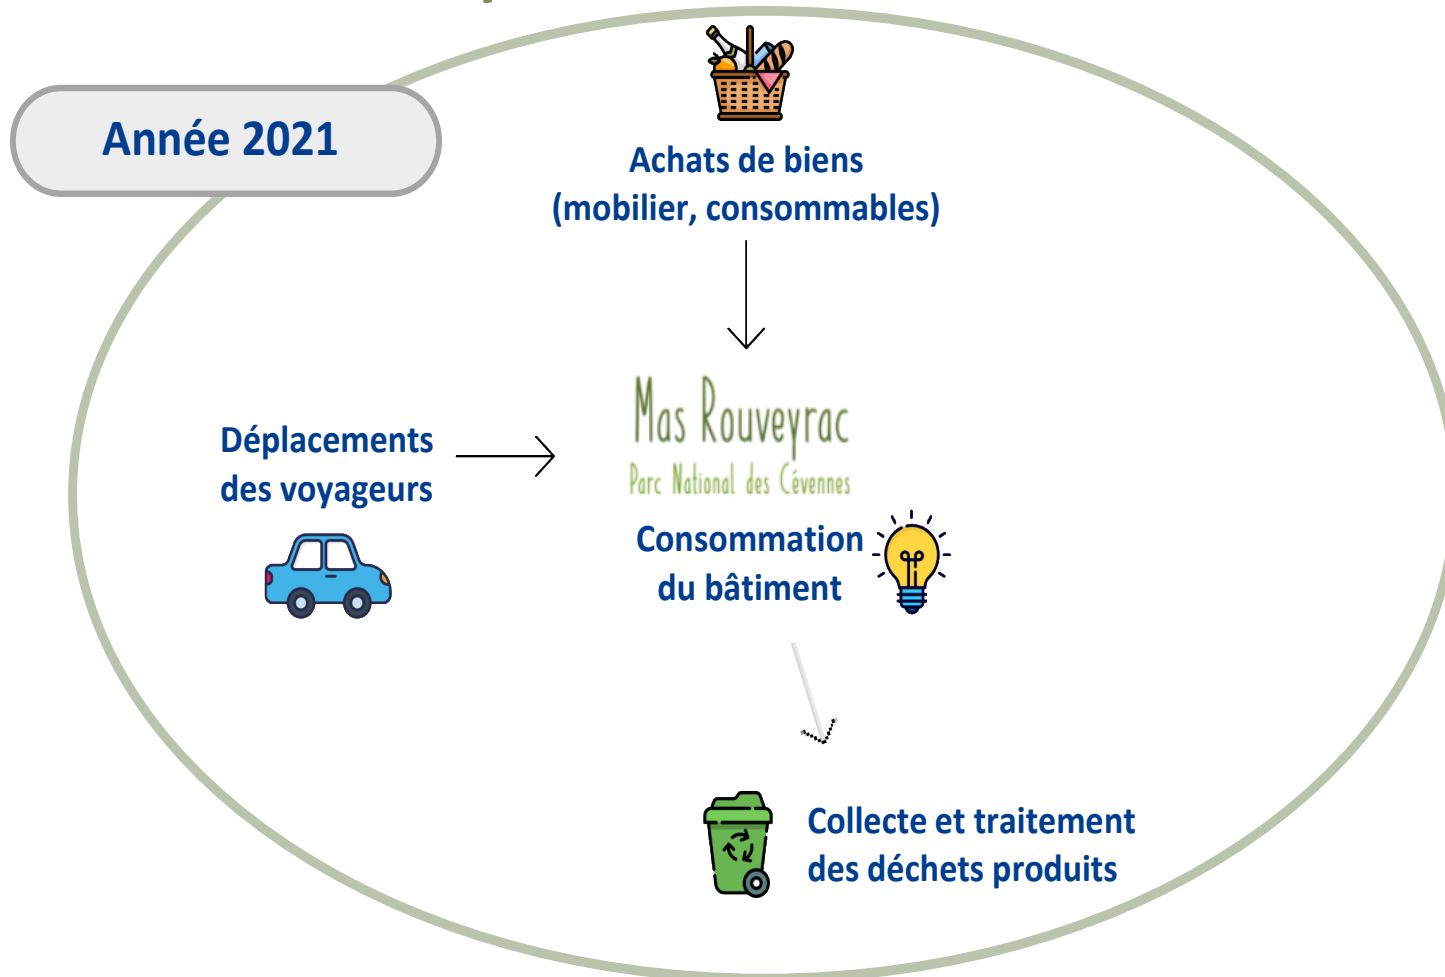 Année 2021
Achats de biens
(mobilier, consommables)
Mas Rouveyrac
Parc National des Cévennes
Déplacements
des voyageurs
Consommation
du bâtiment
Collecte et traitement
des déchets produits